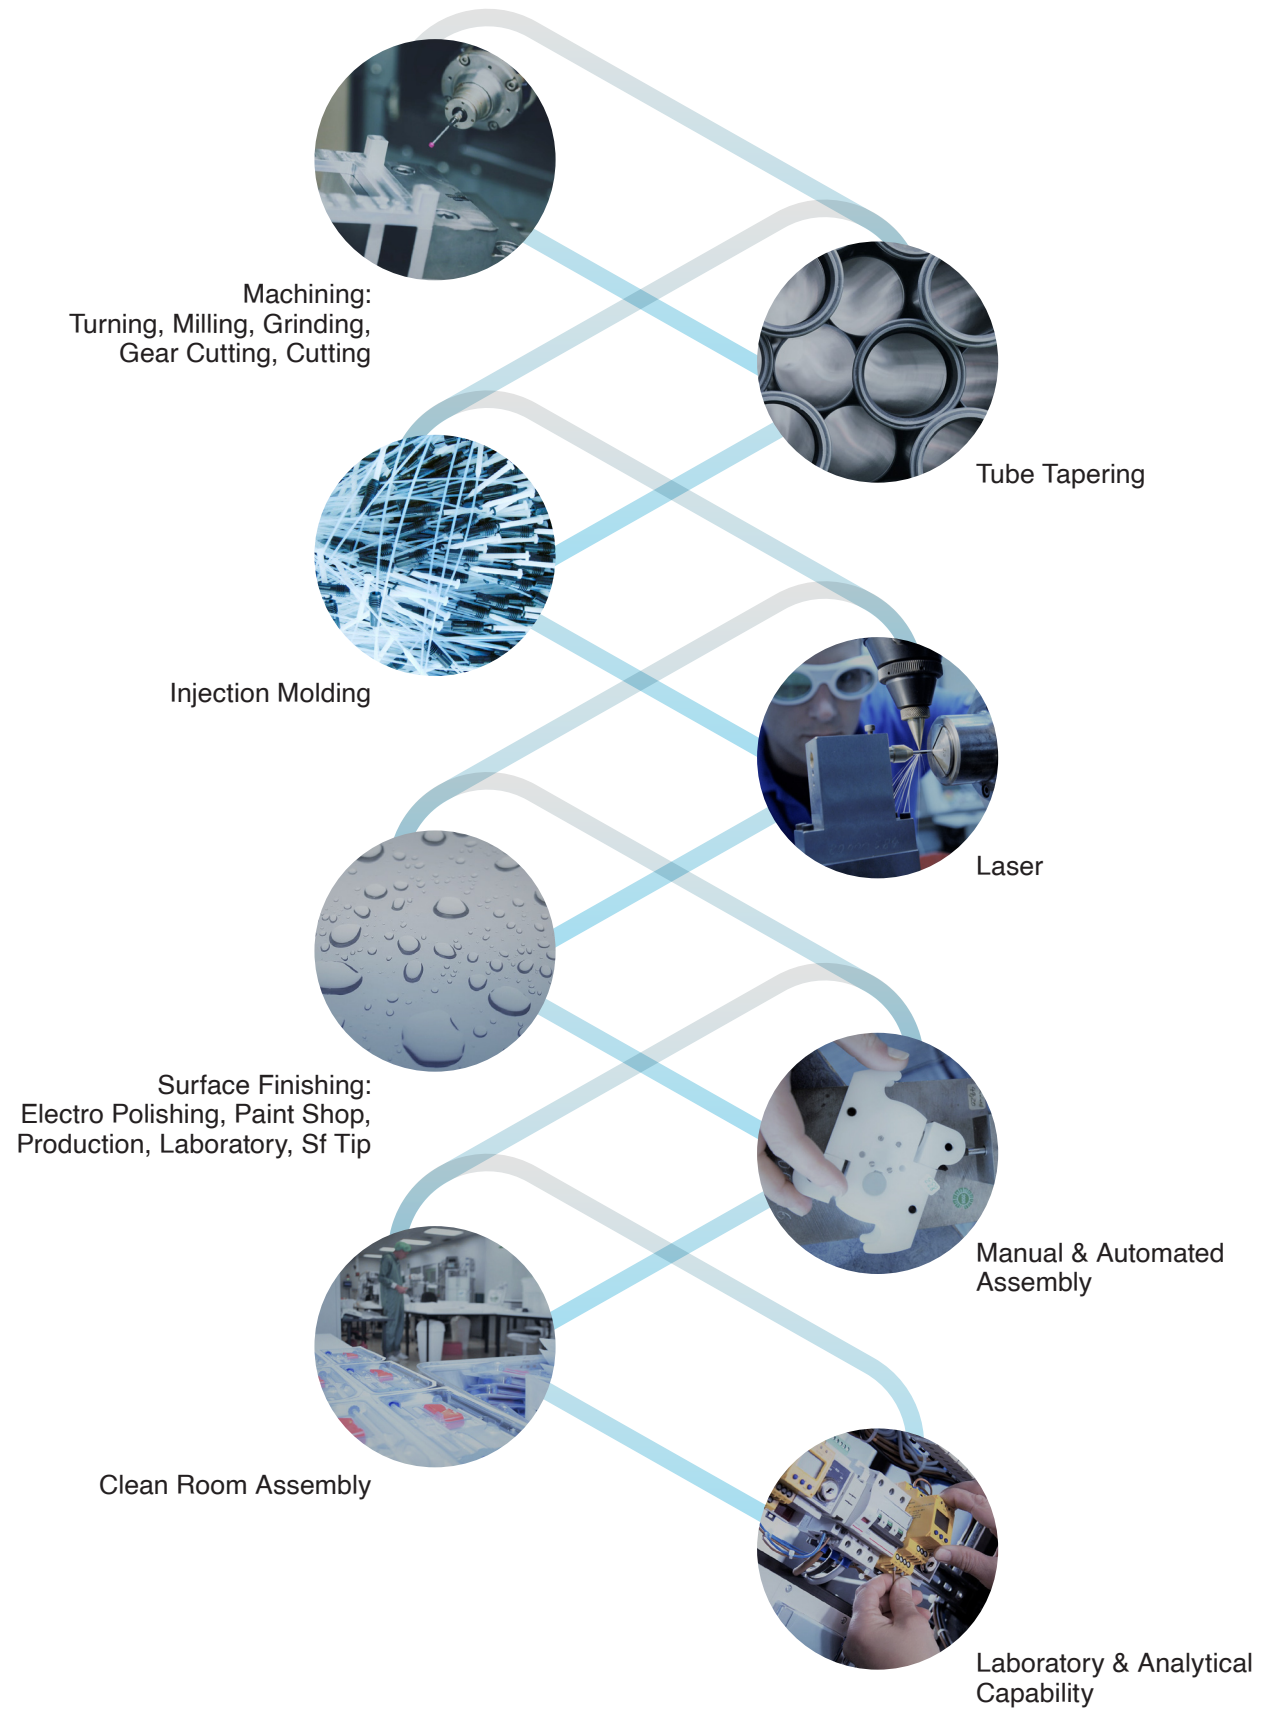 Machining:
Turning, Milling, Grinding,
Gear Cutting, Cutting
Tube Tapering
Injection Molding
Laser
Surface Finishing:
Electro Polishing, Paint Shop,
Production, Laboratory, Sf Tip
Manual & Automated
Assembly
Clean Room Assembly
Laboratory & Analytical
Capability